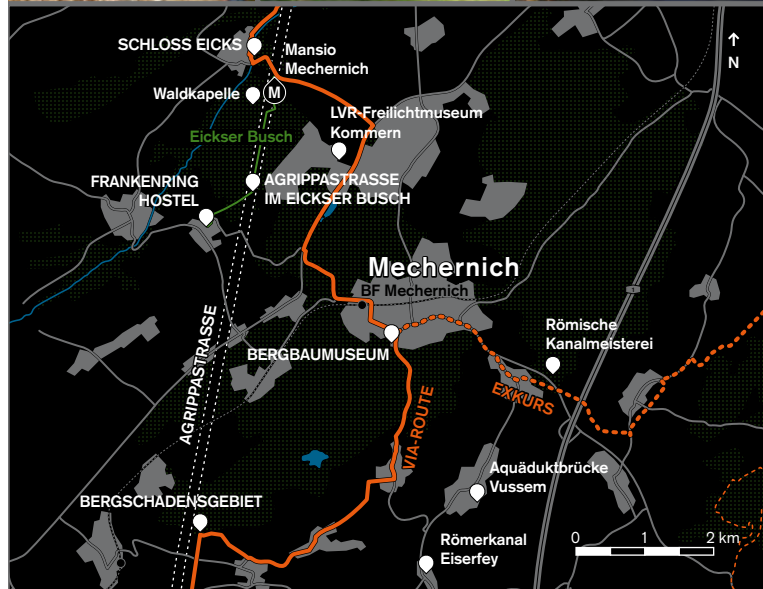 SCHLOSS EICKS
Mansio
Mechernich
↑
N
Waldkapelle
M
LVR-Freilichtmuseum
Kommern
Eickser Busch
FRANKENRING
HOSTEL
AGRIPPASTRASSE
IM EICKSER BUSCH
Mechernich
BF Mechernich
1
BERGBAUMUSEUM
Römische
Kanalmeisterei
AGRIPPASTRASSE
EXKURS
VIA-ROUTE
Aquäduktbrücke
Vussem
BERGSCHADENSGEBIET
Römerkanal
Eiserfey
0 1 2 km